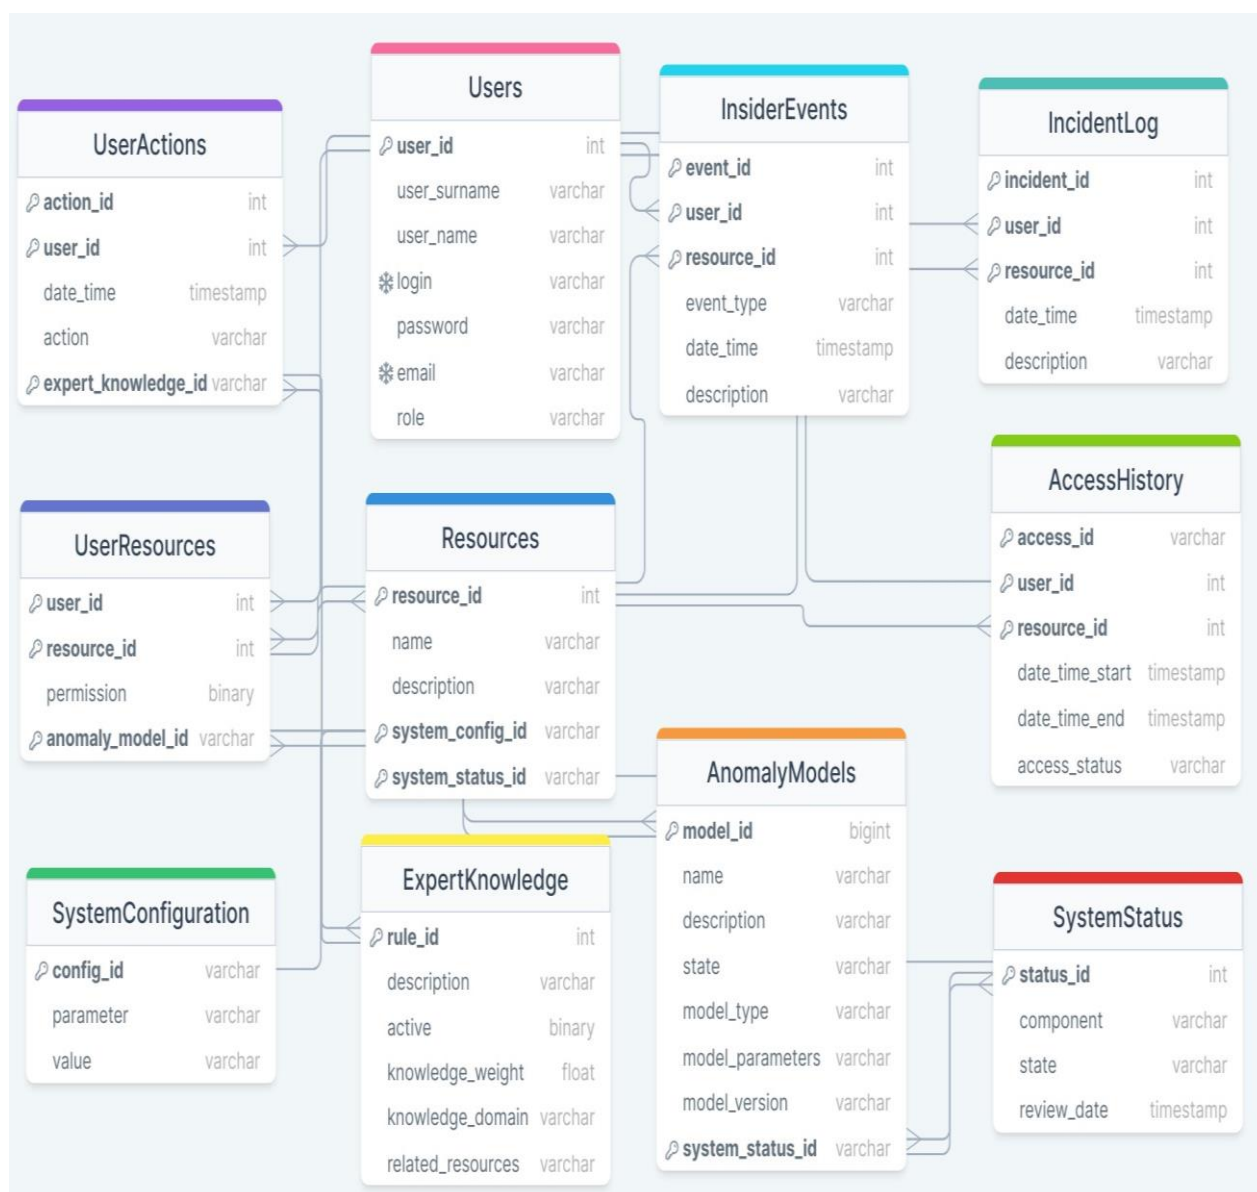 UserActions
action_id int
user_id int
date_time timestamp
action varchar
expert_knowledge_id varchar
Users
user_id int
user_surname varchar
user_name varchar
login varchar
password varchar
email varchar
role varchar
InsiderEvents
event_id int
user_id int
resource_id int
event_type varchar
date_time timestamp
description varchar
IncidentLog
incident_id int
user_id int
resource_id int
date_time timestamp
description varchar
UserResources
user_id int
resource_id int
permission binary
anomaly_model_id varchar
Resources
resource_id int
name varchar
description varchar
system_config_id varchar
system_status_id varchar
AccessHistory
access_id varchar
user_id int
resource_id int
date_time_start timestamp
date_time_end timestamp
access_status varchar
SystemConfiguration
config_id varchar
parameter varchar
value varchar
ExpertKnowledge
rule_id int
description varchar
active binary
knowledge_weight float
knowledge_domain varchar
related_resources varchar
AnomalyModels
model_id bigint
name varchar
description varchar
state varchar
model_type varchar
model_parameters varchar
model_version varchar
system_status_id varchar
SystemStatus
status_id int
component varchar
state varchar
review_date timestamp